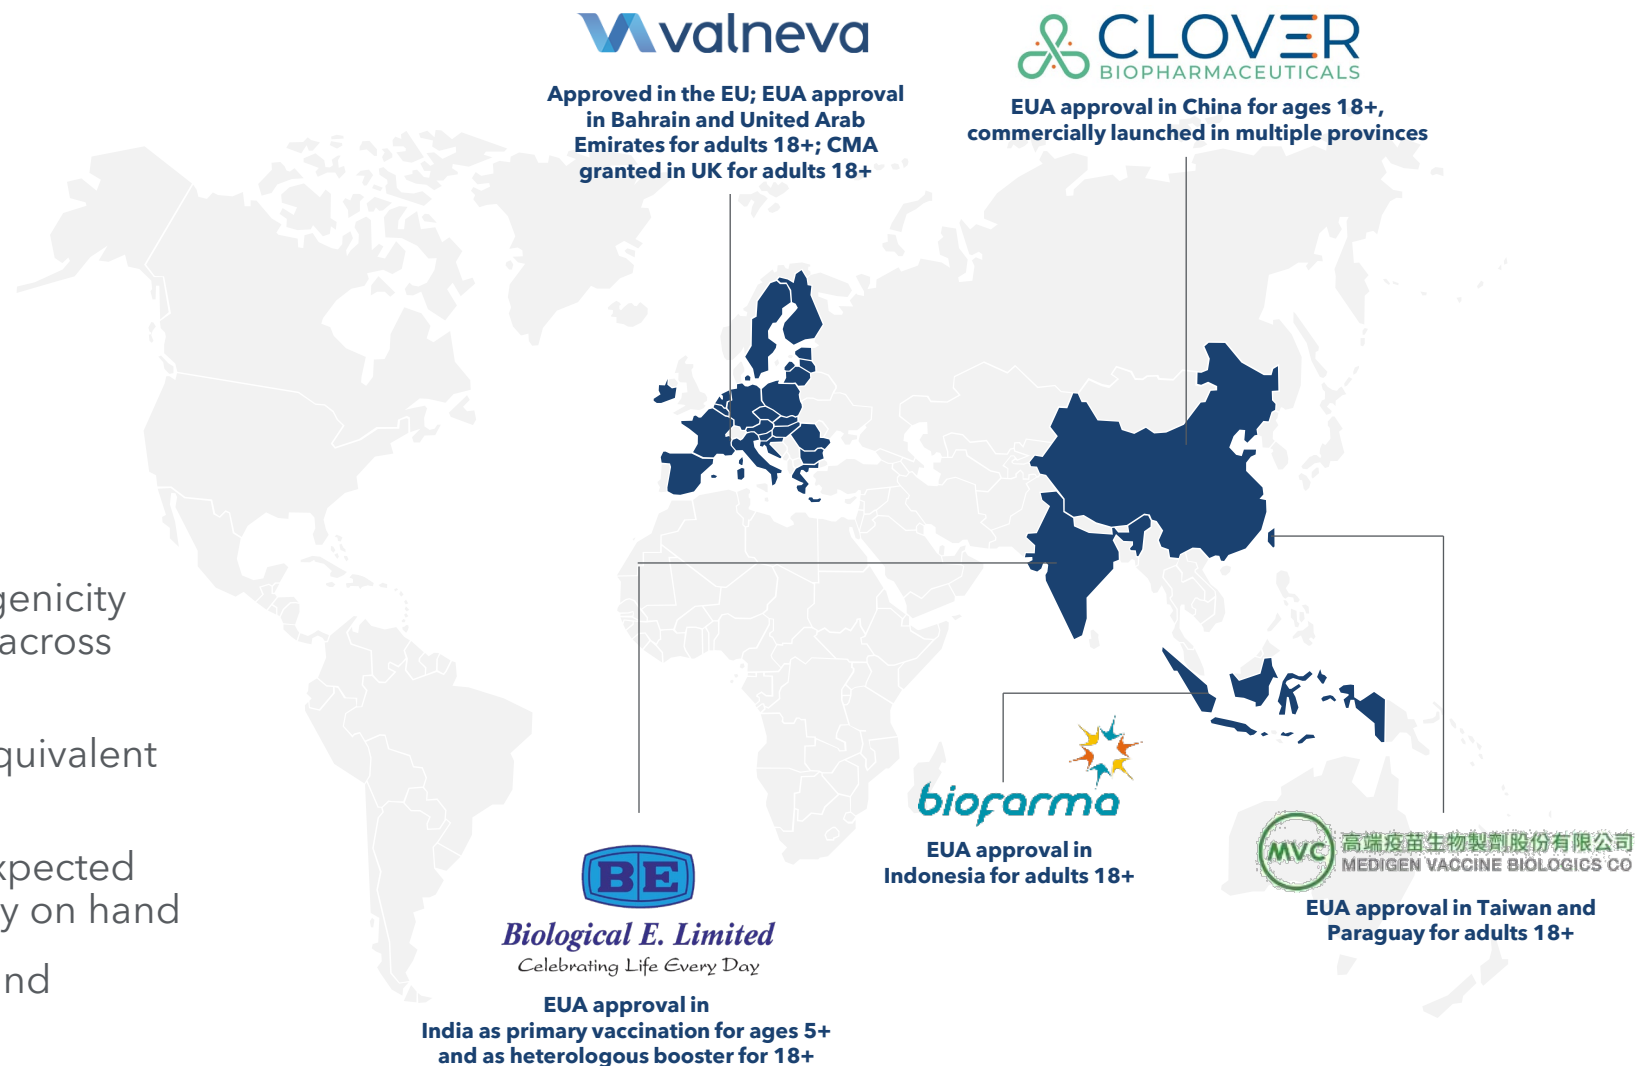 valneva
Approved in the EU; EUA approval
in Bahrain and United Arab
Emirates for adults 18+; CMA
granted in UK for adults 18+
CLOVER
BIOPHARMACEUTICALS
EUA approval in China for ages 18+,
commercially launched in multiple provinces
genicity
across
quivalent
xpected
y on hand
nd
BE
Biological E. Limited
Celebrating Life Every Day
EUA approval in
India as primary vaccination for ages 5+
and as heterologous booster for 18+
biofarma
EUA approval in
Indonesia for adults 18+
MVC
高端疫苗生物製劑股份有限公司
MEDIGEN VACCINE BIOLOGICS CO
EUA approval in Taiwan and
Paraguay for adults 18+